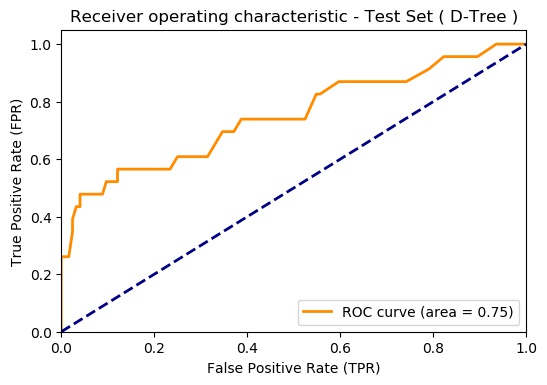 Receiver operating characteristic - Test Set ( D-Tree )
1.0
0.8
0.6
0.4
0.2
0.0
True Positive Rate (FPR)
ROC curve (area = 0.75)
0.0 0.2 0.4 0.6 0.8 1.0
False Positive Rate (TPR)